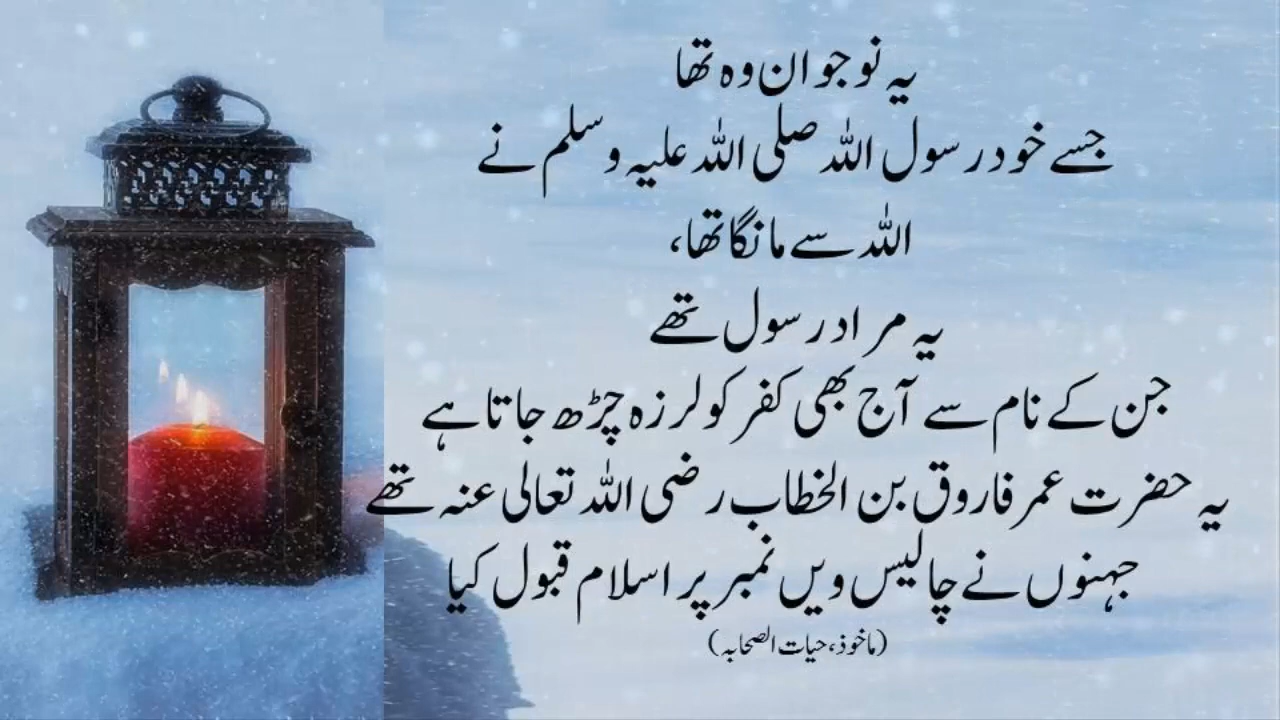 یہ نوجوان وہ تھا
جسے خود رسول اللہ صلی اللہ علیہ وسلم نے
اللہ سے مانگا تھا،
یہ مراد رسول تھے
جن کے نام سے آج بھی کفر کو لرزہ چڑھ جاتا ہے
یہ حضرت عمر فاروق بن الخطاب رضی اللہ تعالی عنہ تھے
جہنوں نے چالیس ویں نمبر پر اسلام قبول کیا
(ماخوذ، حیات الصحابہ)